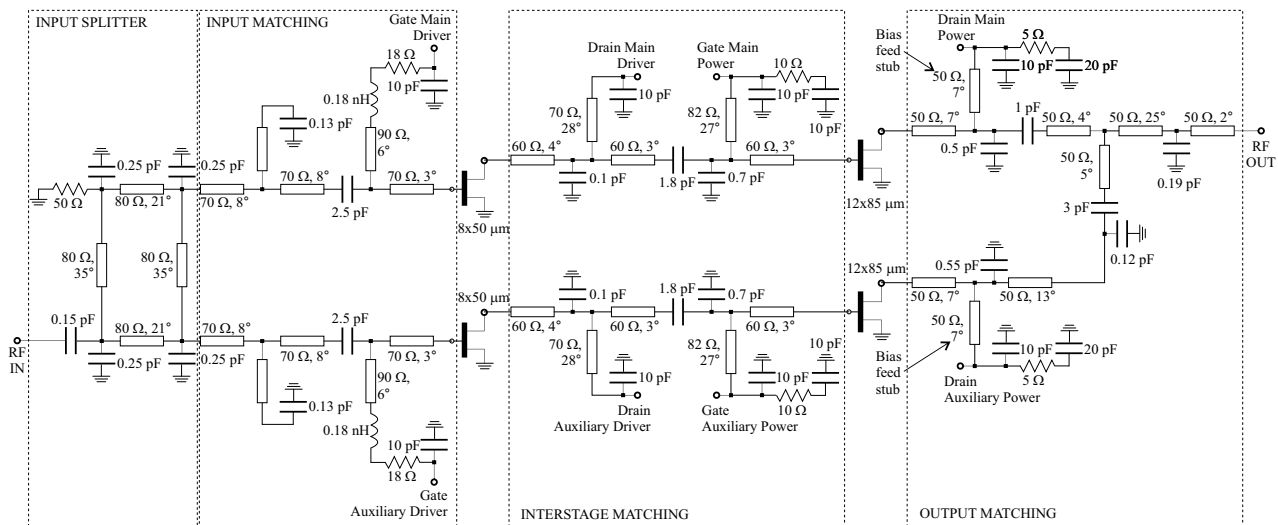 INPUT SPLITTER
INPUT MATCHING
Gate Main
Driver
18 Ω
10 pF
0.18 nH
0.13 pF
90 Ω,
6°
0.25 pF
0.25 pF
50 Ω
80 Ω, 21°
70 Ω, 8°
70 Ω, 8°
2.5 pF
70 Ω, 3°
8x50 µm
80 Ω,
35°
80 Ω,
35°
0.15 pF
RF
IN
80 Ω, 21°
70 Ω, 8°
0.25 pF
0.25 pF
70 Ω, 8°
2.5 pF
70 Ω, 3°
8x50 µm
90 Ω,
6°
0.13 pF
0.18 nH
10 pF
18 Ω
Gate
Auxiliary Driver
Drain Main
Driver
Gate Main
Power
10 Ω
10 pF
10 pF
10 pF
70 Ω,
28°
82 Ω,
27°
60 Ω, 4°
60 Ω, 3°
60 Ω, 3°
0.1 pF
1.8 pF
0.7 pF
12x85 µm
60 Ω, 4°
0.1 pF
60 Ω, 3°
1.8 pF
0.7 pF
60 Ω, 3°
12x85 µm
70 Ω,
28°
82 Ω,
27°
10 pF
10 pF
10 pF
10 Ω
Drain
Auxiliary Driver
Gate
Auxiliary Power
INTERSTAGE MATCHING
Drain Main
Power
Bias
feed
stub
5 Ω
10 pF
20 pF
50 Ω,
7°
50 Ω, 7°
0.5 pF
1 pF
50 Ω, 4°
50 Ω, 25°
50 Ω, 2°
RF
OUT
50 Ω,
5°
0.19 pF
3 pF
0.12 pF
0.55 pF
50 Ω, 7°
50 Ω, 13°
50 Ω,
7°
10 pF
20 pF
5 Ω
Bias
feed
stub
Drain
Auxiliary Power
OUTPUT MATCHING